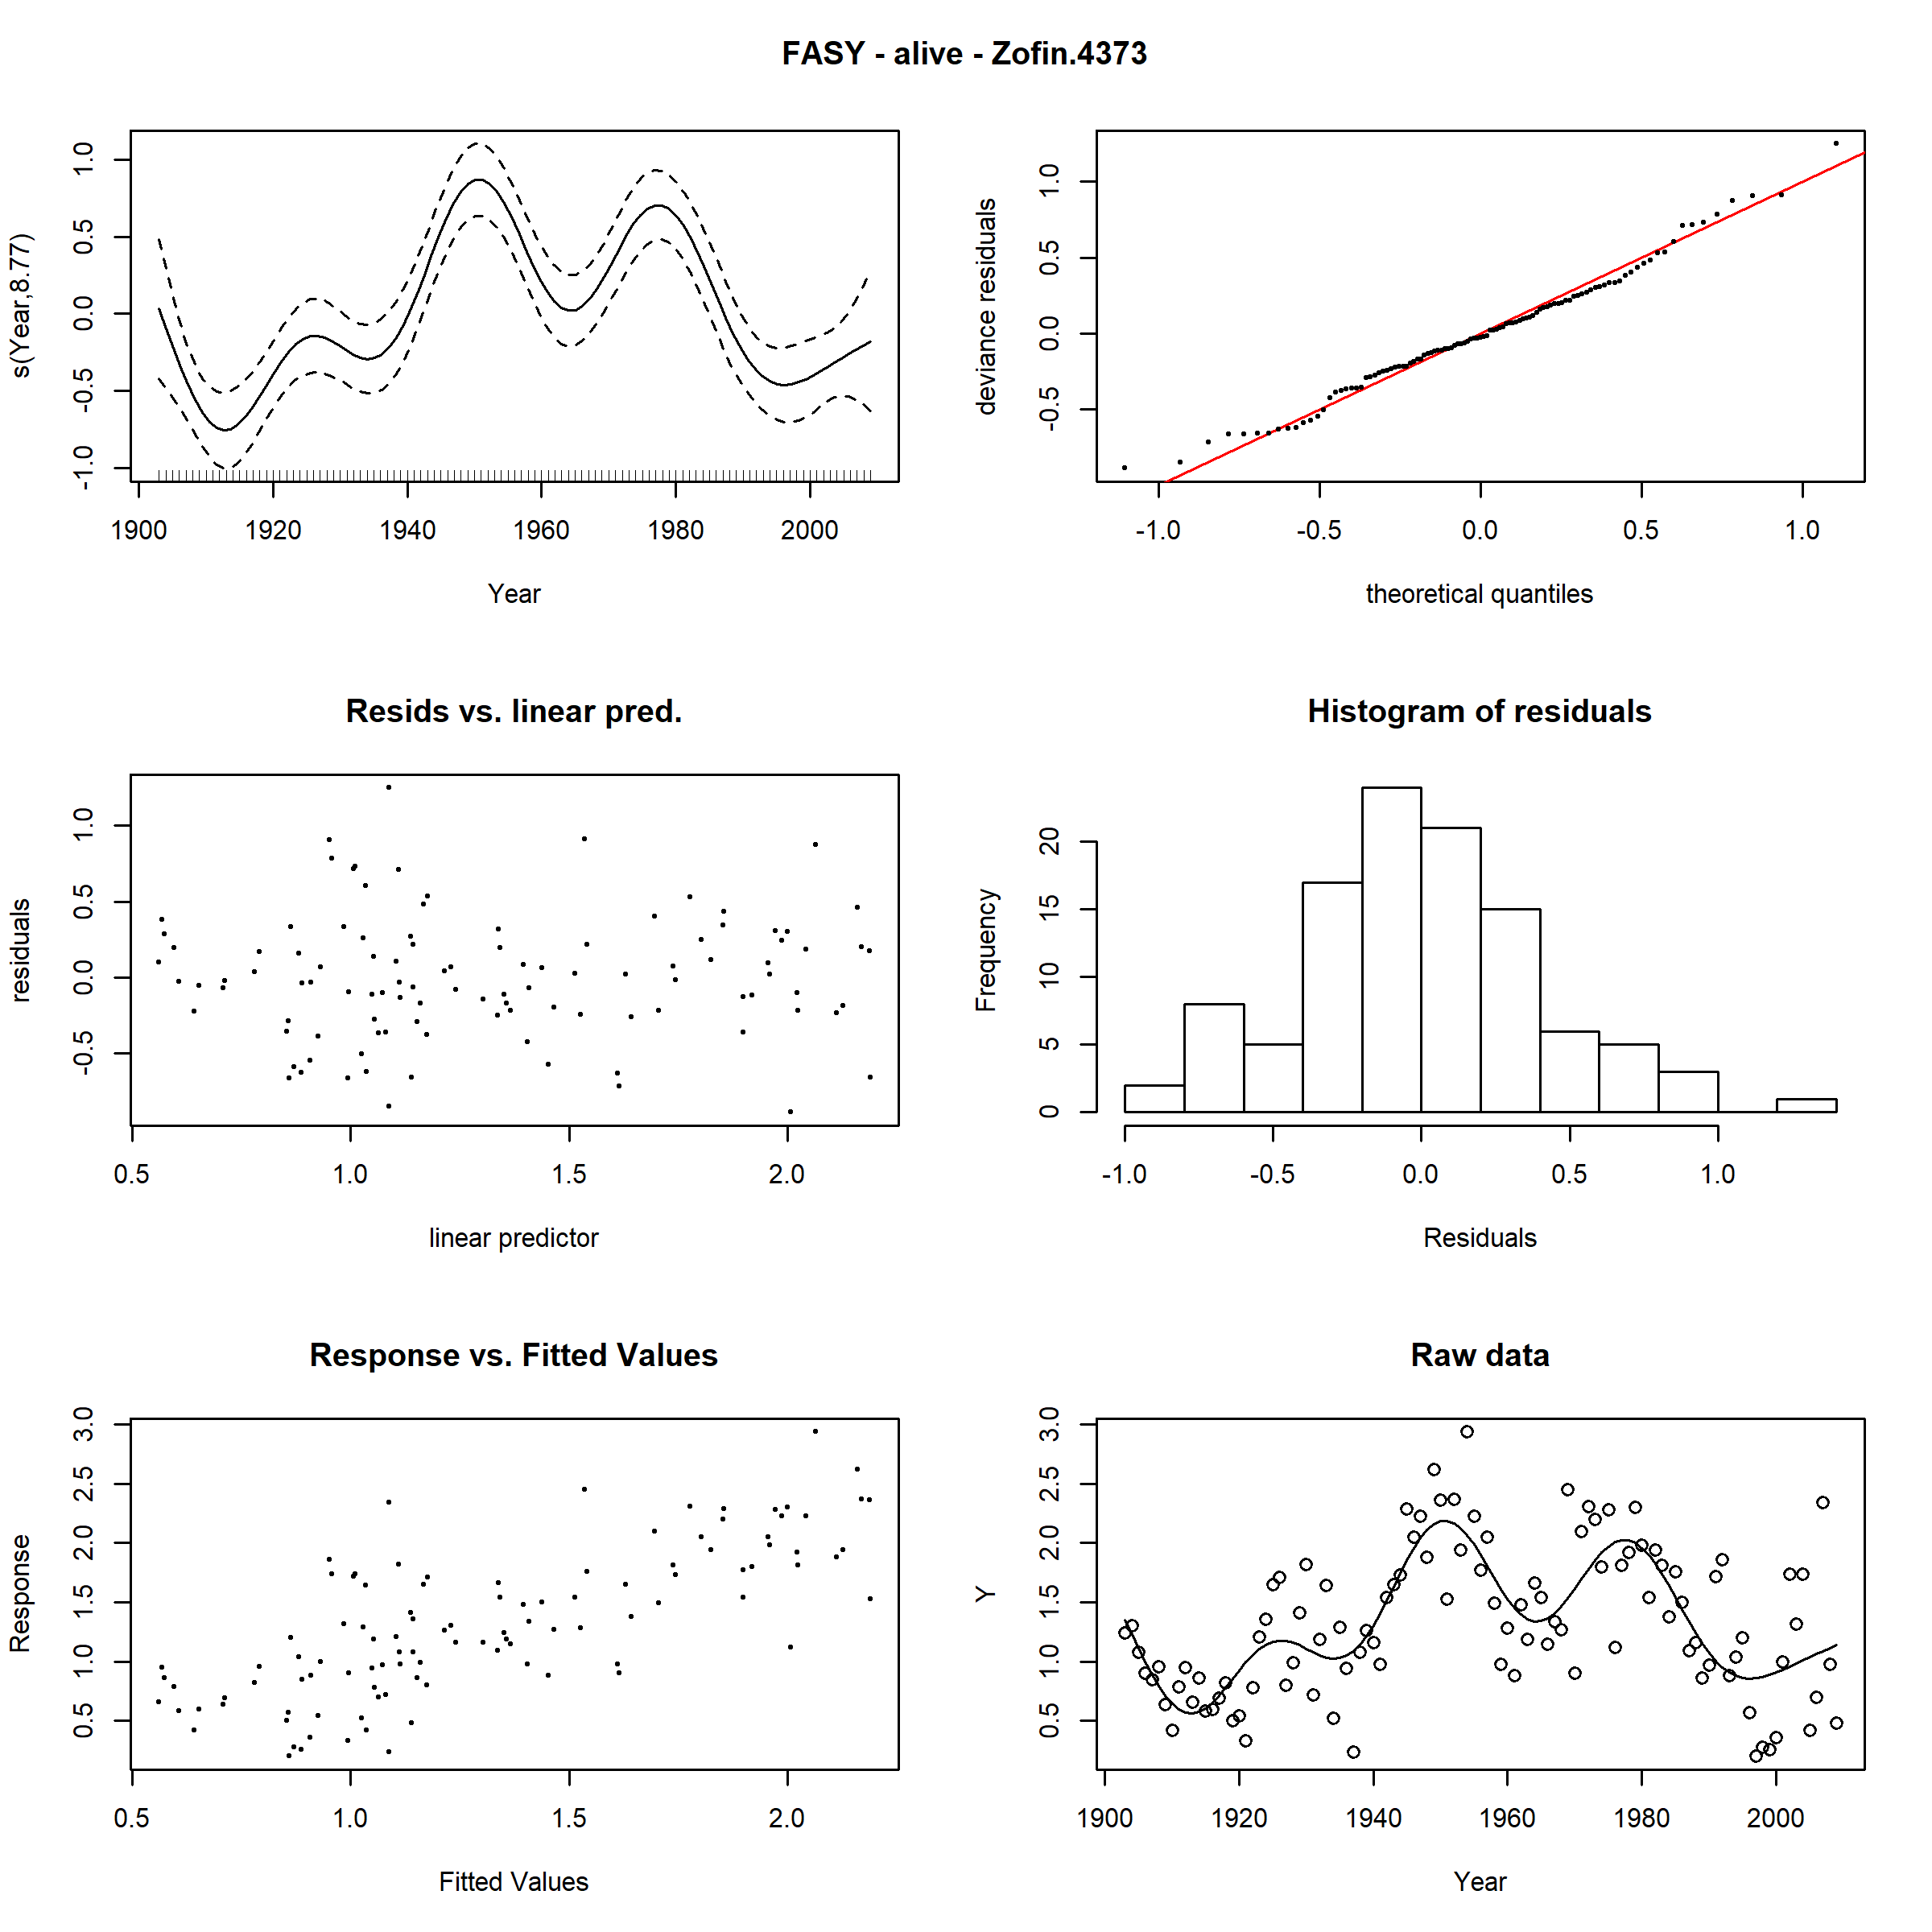 FASY - alive - Zofin.4373
s(Year,8.77)
-1.0 -0.5 0.0 0.5 1.0
1900 1920 1940 1960 1980 2000
Year
deviance residuals
-0.5 0.0 0.5 1.0
-1.0 -0.5 0.0 0.5 1.0
theoretical quantiles
Resids vs. linear pred.
residuals
-0.5 0.0 0.5 1.0
0.5 1.0 1.5 2.0
linear predictor
Histogram of residuals
Frequency
0 5 10 15 20
-1.0 -0.5 0.0 0.5 1.0
Residuals
Response vs. Fitted Values
Response
0.5 1.0 1.5 2.0 2.5 3.0
0.5 1.0 1.5 2.0
Fitted Values
Raw data
Y
0.5 1.0 1.5 2.0 2.5 3.0
1900 1920 1940 1960 1980 2000
Year